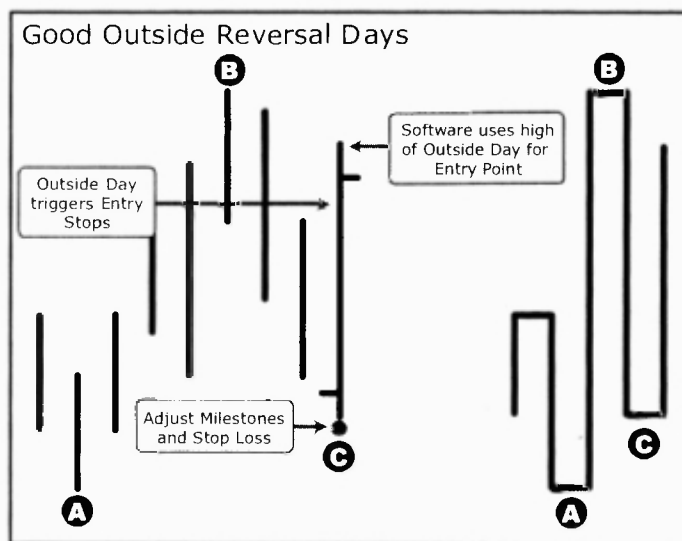 Good Outside Reversal Days
B
B
Software uses high
of Outside Day for
Entry Point
Outside Day
triggers Entry
Stops
Adjust Milestones
and Stop Loss
C
C
A
A